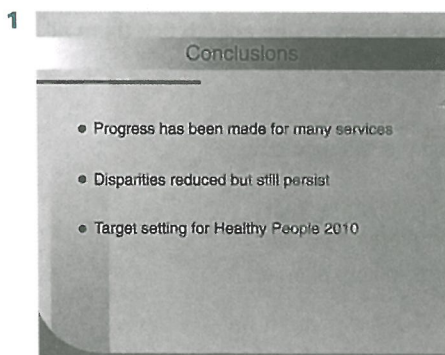 1
Conclusions
Progress has been made for many services
Disparities reduced but still persist
Target setting for Healthy People 2010